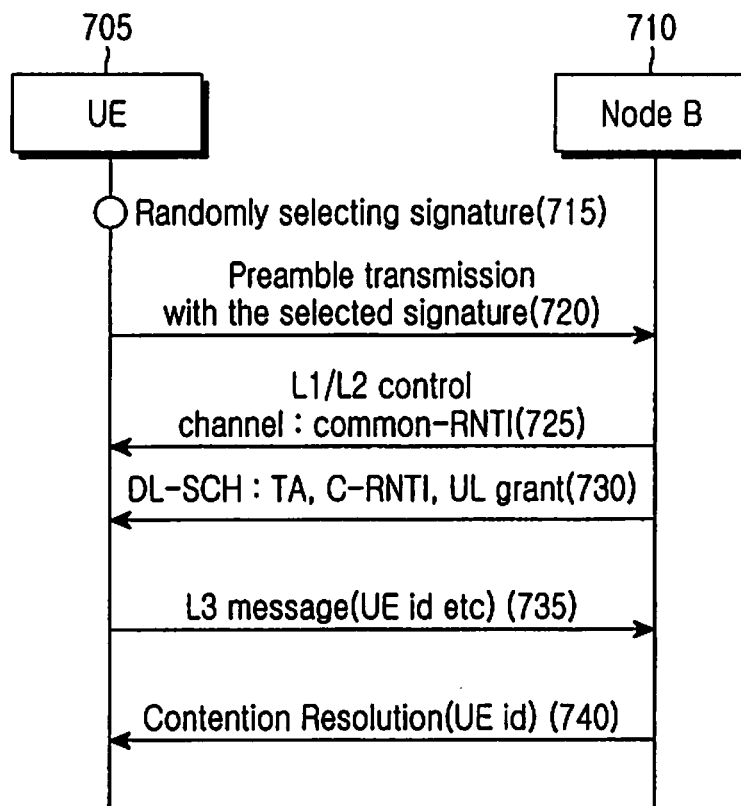 705
710
UE
Node B
Randomly selecting signature(715)
Preamble transmission
with the selected signature(720)
L1/L2 control
channel : common-RNTI(725)
DL-SCH : TA, C-RNTI, UL grant(730)
L3 message(UE id etc) (735)
Contention Resolution(UE id) (740)